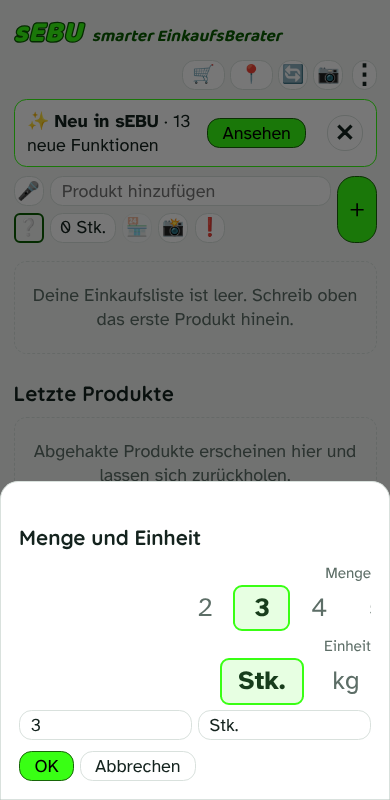 sEBU smarter EinkaufsBerater
✨ Neu in sEBU · 13
neue Funktionen
Ansehen
Produkt hinzufügen
+
0 Stk.
Deine Einkaufsliste ist leer. Schreib oben
das erste Produkt hinein.
Letzte Produkte
Abgehakte Produkte erscheinen hier und
lassen sich zurückholen.
Menge und Einheit
Menge
2 3 4
Einheit
Stk. kg
3 Stk.
OK Abbrechen